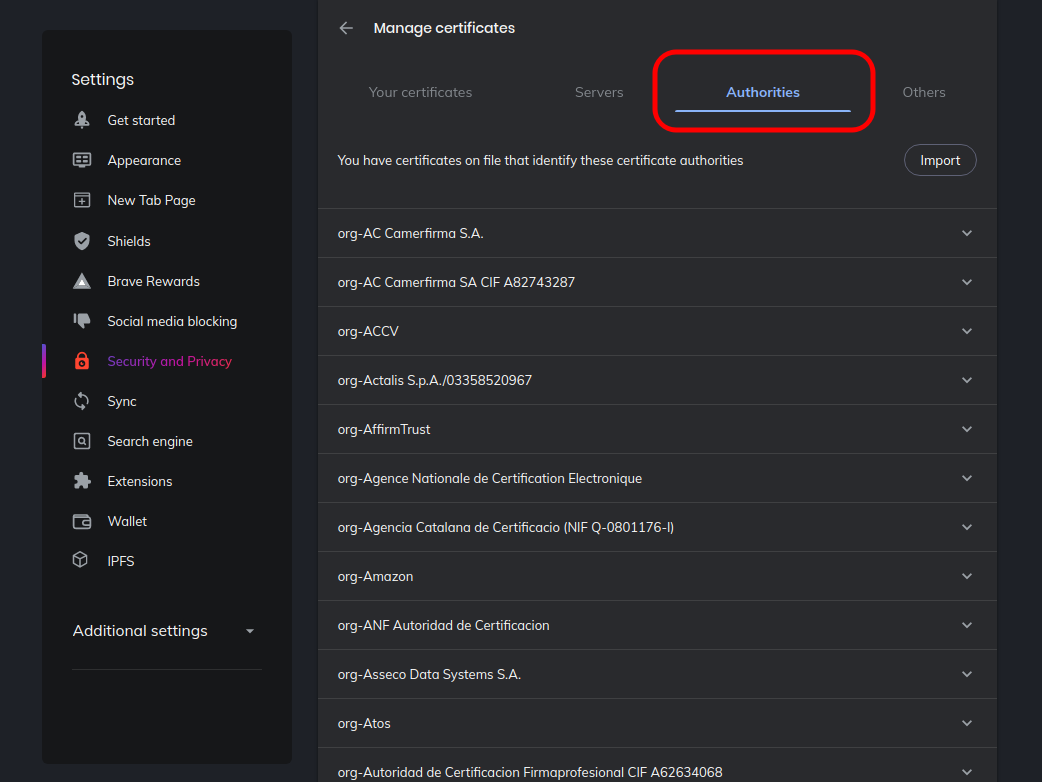 Settings
Get started
Appearance
New Tab Page
Shields
Brave Rewards
Social media blocking
Security and Privacy
Sync
Search engine
Extensions
Wallet
IPFS
Additional settings
Manage certificates
Your certificates Servers Authorities Others
You have certificates on file that identify these certificate authorities Import
org-AC Camerfirma S.A.
org-AC Camerfirma SA CIF A82743287
org-ACCV
org-Actalis S.p.A./03358520967
org-AffirmTrust
org-Agence Nationale de Certification Electronique
org-Agencia Catalana de Certificacio (NIF Q-0801176-I)
org-Amazon
org-ANF Autoridad de Certificacion
org-Asseco Data Systems S.A.
org-Atos
org-Autoridad de Certificacion Firmaprofesional CIF A62634068